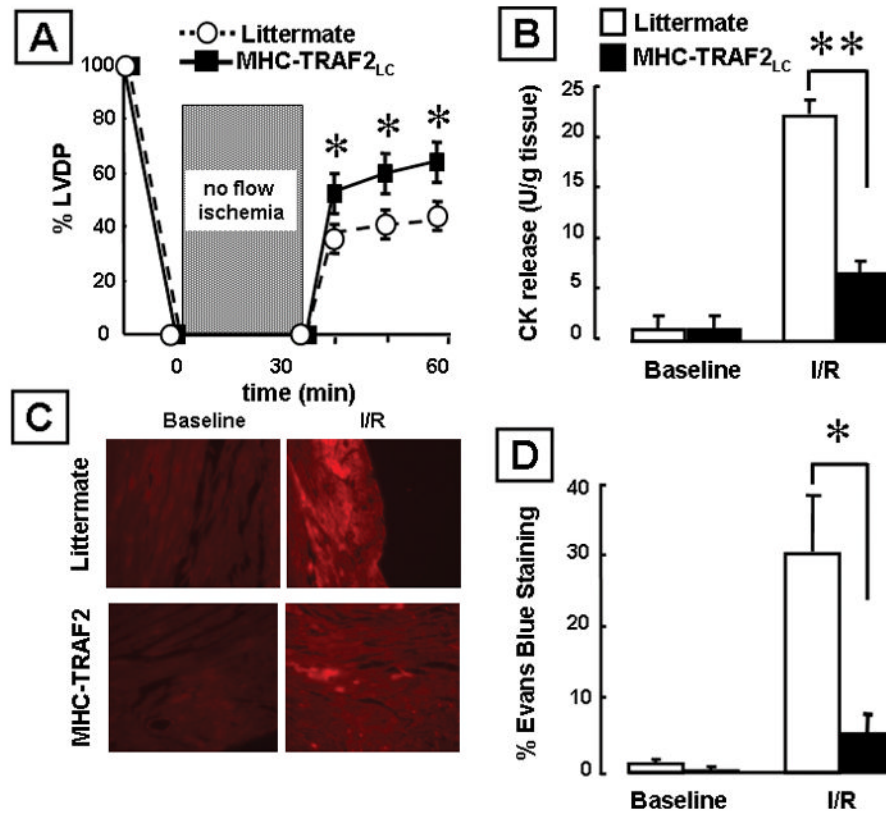 A
Littermate
MHC-TRAF2LC
100
80
60
40
20
0
% LVDP
no flow
ischemia
* * *
0 30 60
time (min)
B
Littermate
MHC-TRAF2LC
**
25
20
15
10
5
0
CK release (U/g tissue)
Baseline I/R
C
Baseline I/R
Littermate
MHC-TRAF2
D
*
40
30
20
10
0
% Evans Blue Staining
Baseline I/R